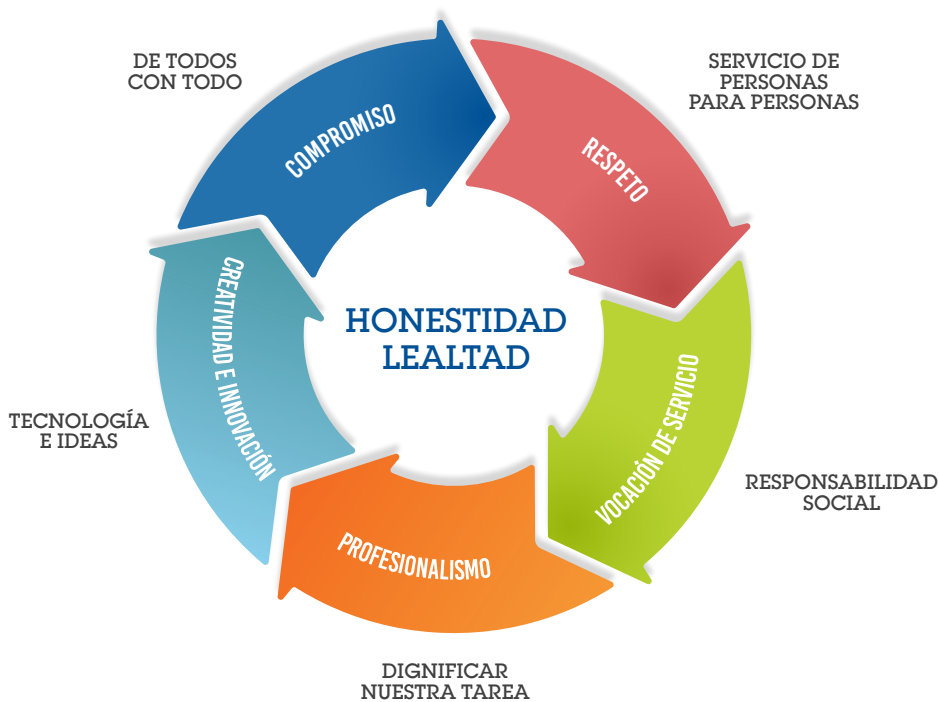 DE TODOS
CON TODO
COMPROMISO
SERVICIO DE
PERSONAS
PARA PERSONAS
RESPETO
HONESTIDAD
LEALTAD
CREATIVIDAD E INNOVACIÓN
TECNOLOGÍA
E IDEAS
VOCACIÓN DE SERVICIO
RESPONSABILIDAD
SOCIAL
PROFESIONALISMO
DIGNIFICAR
NUESTRA TAREA